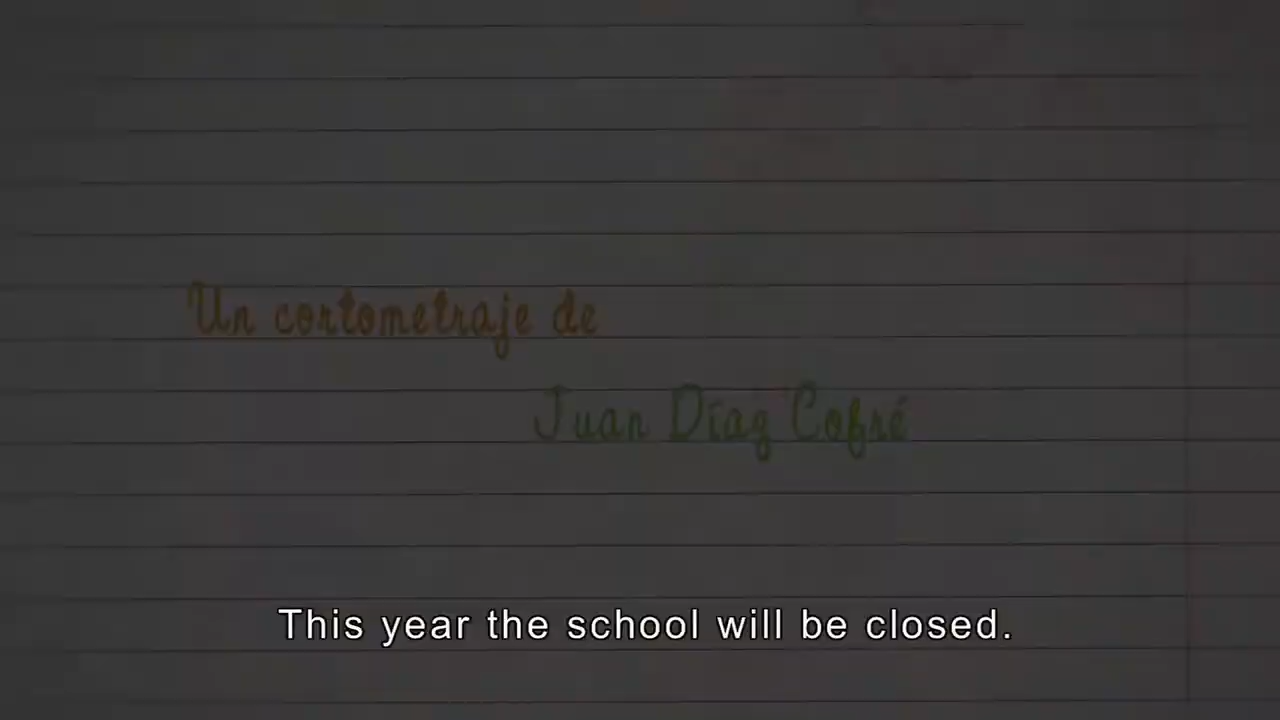 Un cortometraje de
Juan Díaz Cofré
This year the school will be closed.